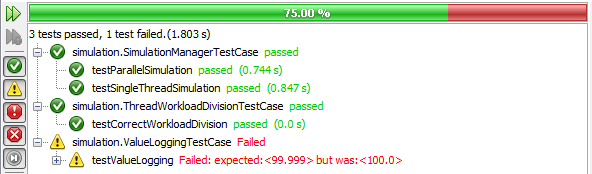 75.00 %
3 tests passed, 1 test failed.(1.803 s)
simulation.SimulationManagerTestCase passed
testParallelSimulation passed (0.744 s)
testSingleThreadSimulation passed (0.847 s)
simulation.ThreadWorkloadDivisionTestCase passed
testCorrectWorkloadDivision passed (0.0 s)
simulation.ValueLoggingTestCase Failed
testValueLogging Failed: expected:<99.999> but was:<100.0>